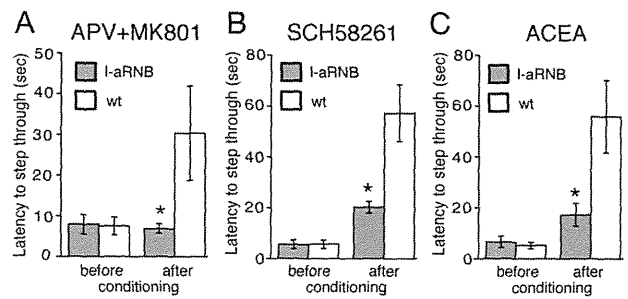 A
APV+MK801
Latency to step through (sec)
50
40
30
20
10
0
I-aRNB
wt
*
before
after
conditioning
B
SCH58261
Latency to step through (sec)
80
60
40
20
0
I-aRNB
wt
*
before
after
conditioning
C
ACEA
Latency to step through (sec)
80
60
40
20
0
I-aRNB
wt
*
before
after
conditioning